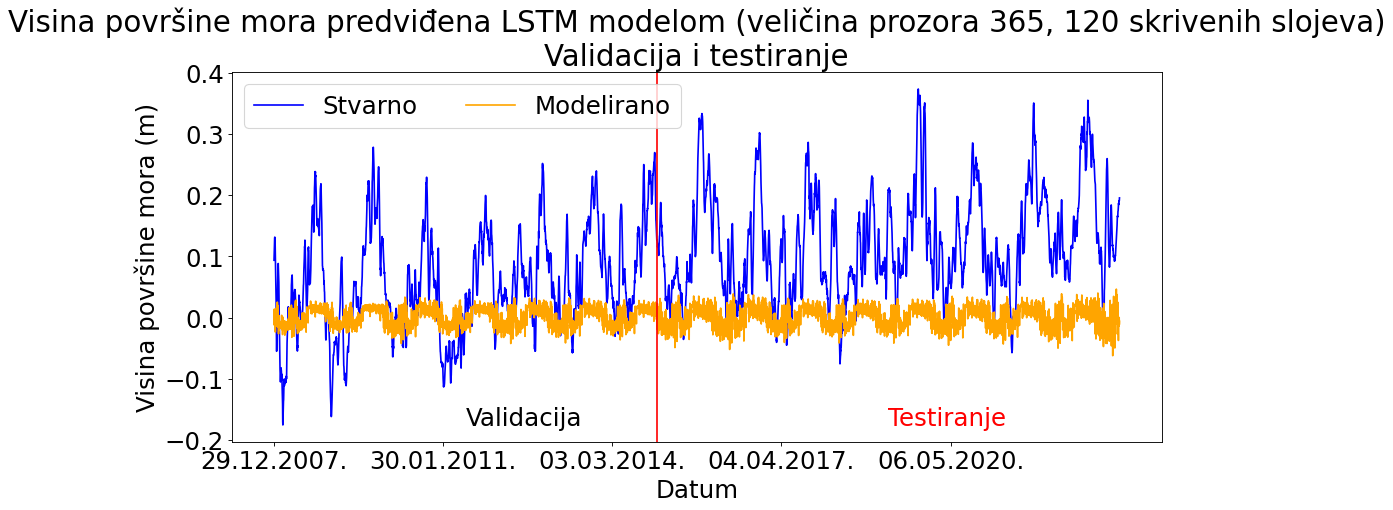 Visina površine mora predviđena LSTM modelom (veličina prozora 365, 120 skrivenih slojeva)
Validacija i testiranje
Stvarno
Modelirano
Visina površine mora (m)
0.4
0.3
0.2
0.1
0.0
−0.1
−0.2
Validacija
Testiranje
29.12.2007.
30.01.2011.
03.03.2014.
04.04.2017.
06.05.2020.
Datum